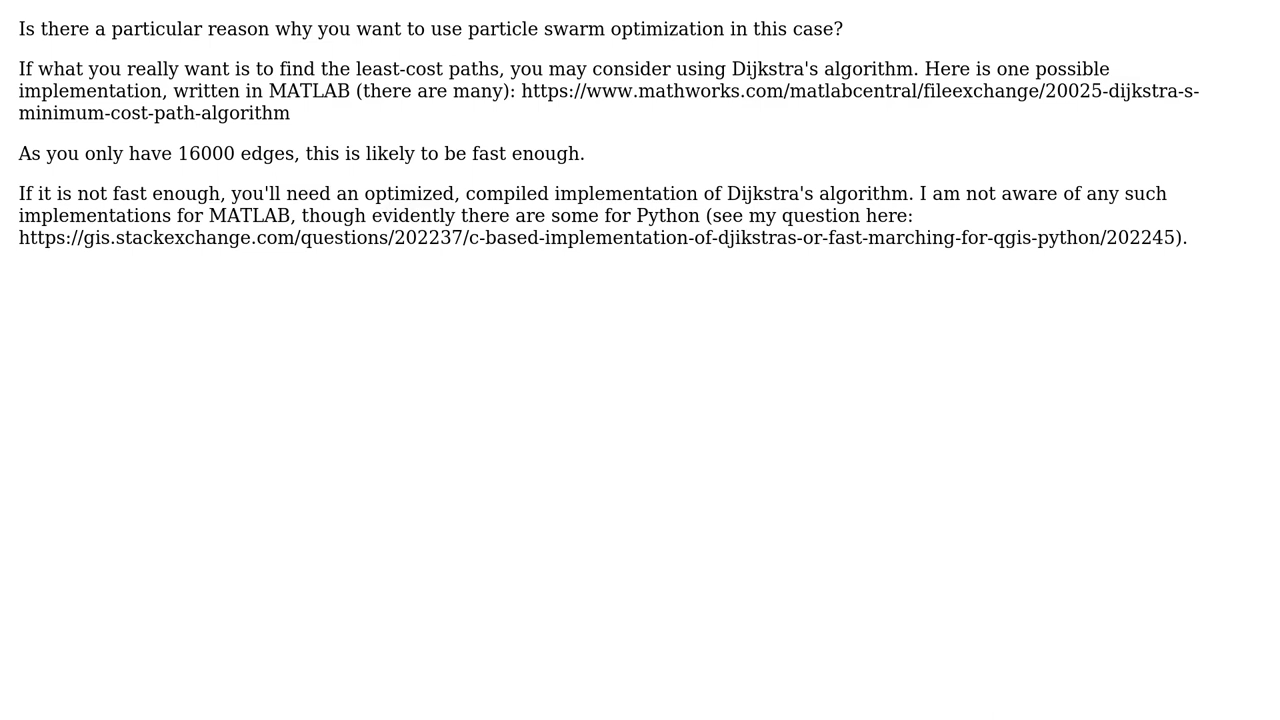 Is there a particular reason why you want to use particle swarm optimization in this case?
If what you really want is to find the least-cost paths, you may consider using Dijkstra's algorithm. Here is one possible
implementation, written in MATLAB (there are many): https://www.mathworks.com/matlabcentral/fileexchange/20025-dijkstra-s-
minimum-cost-path-algorithm
As you only have 16000 edges, this is likely to be fast enough.
If it is not fast enough, you'll need an optimized, compiled implementation of Dijkstra's algorithm. I am not aware of any such
implementations for MATLAB, though evidently there are some for Python (see my question here:
https://gis.stackexchange.com/questions/202237/c-based-implementation-of-djikstras-or-fast-marching-for-qgis-python/202245).